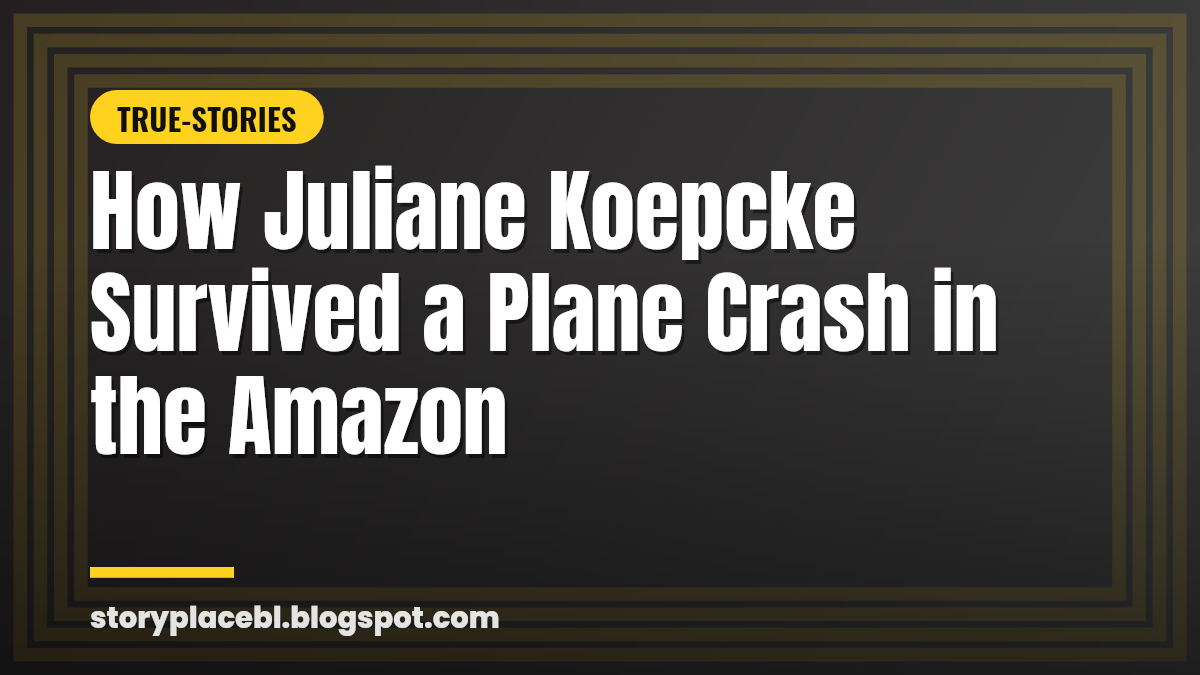 TRUE-STORIES
How Juliane Koepcke
Survived a Plane Crash in
the Amazon
storyplacebl.blogspot.com